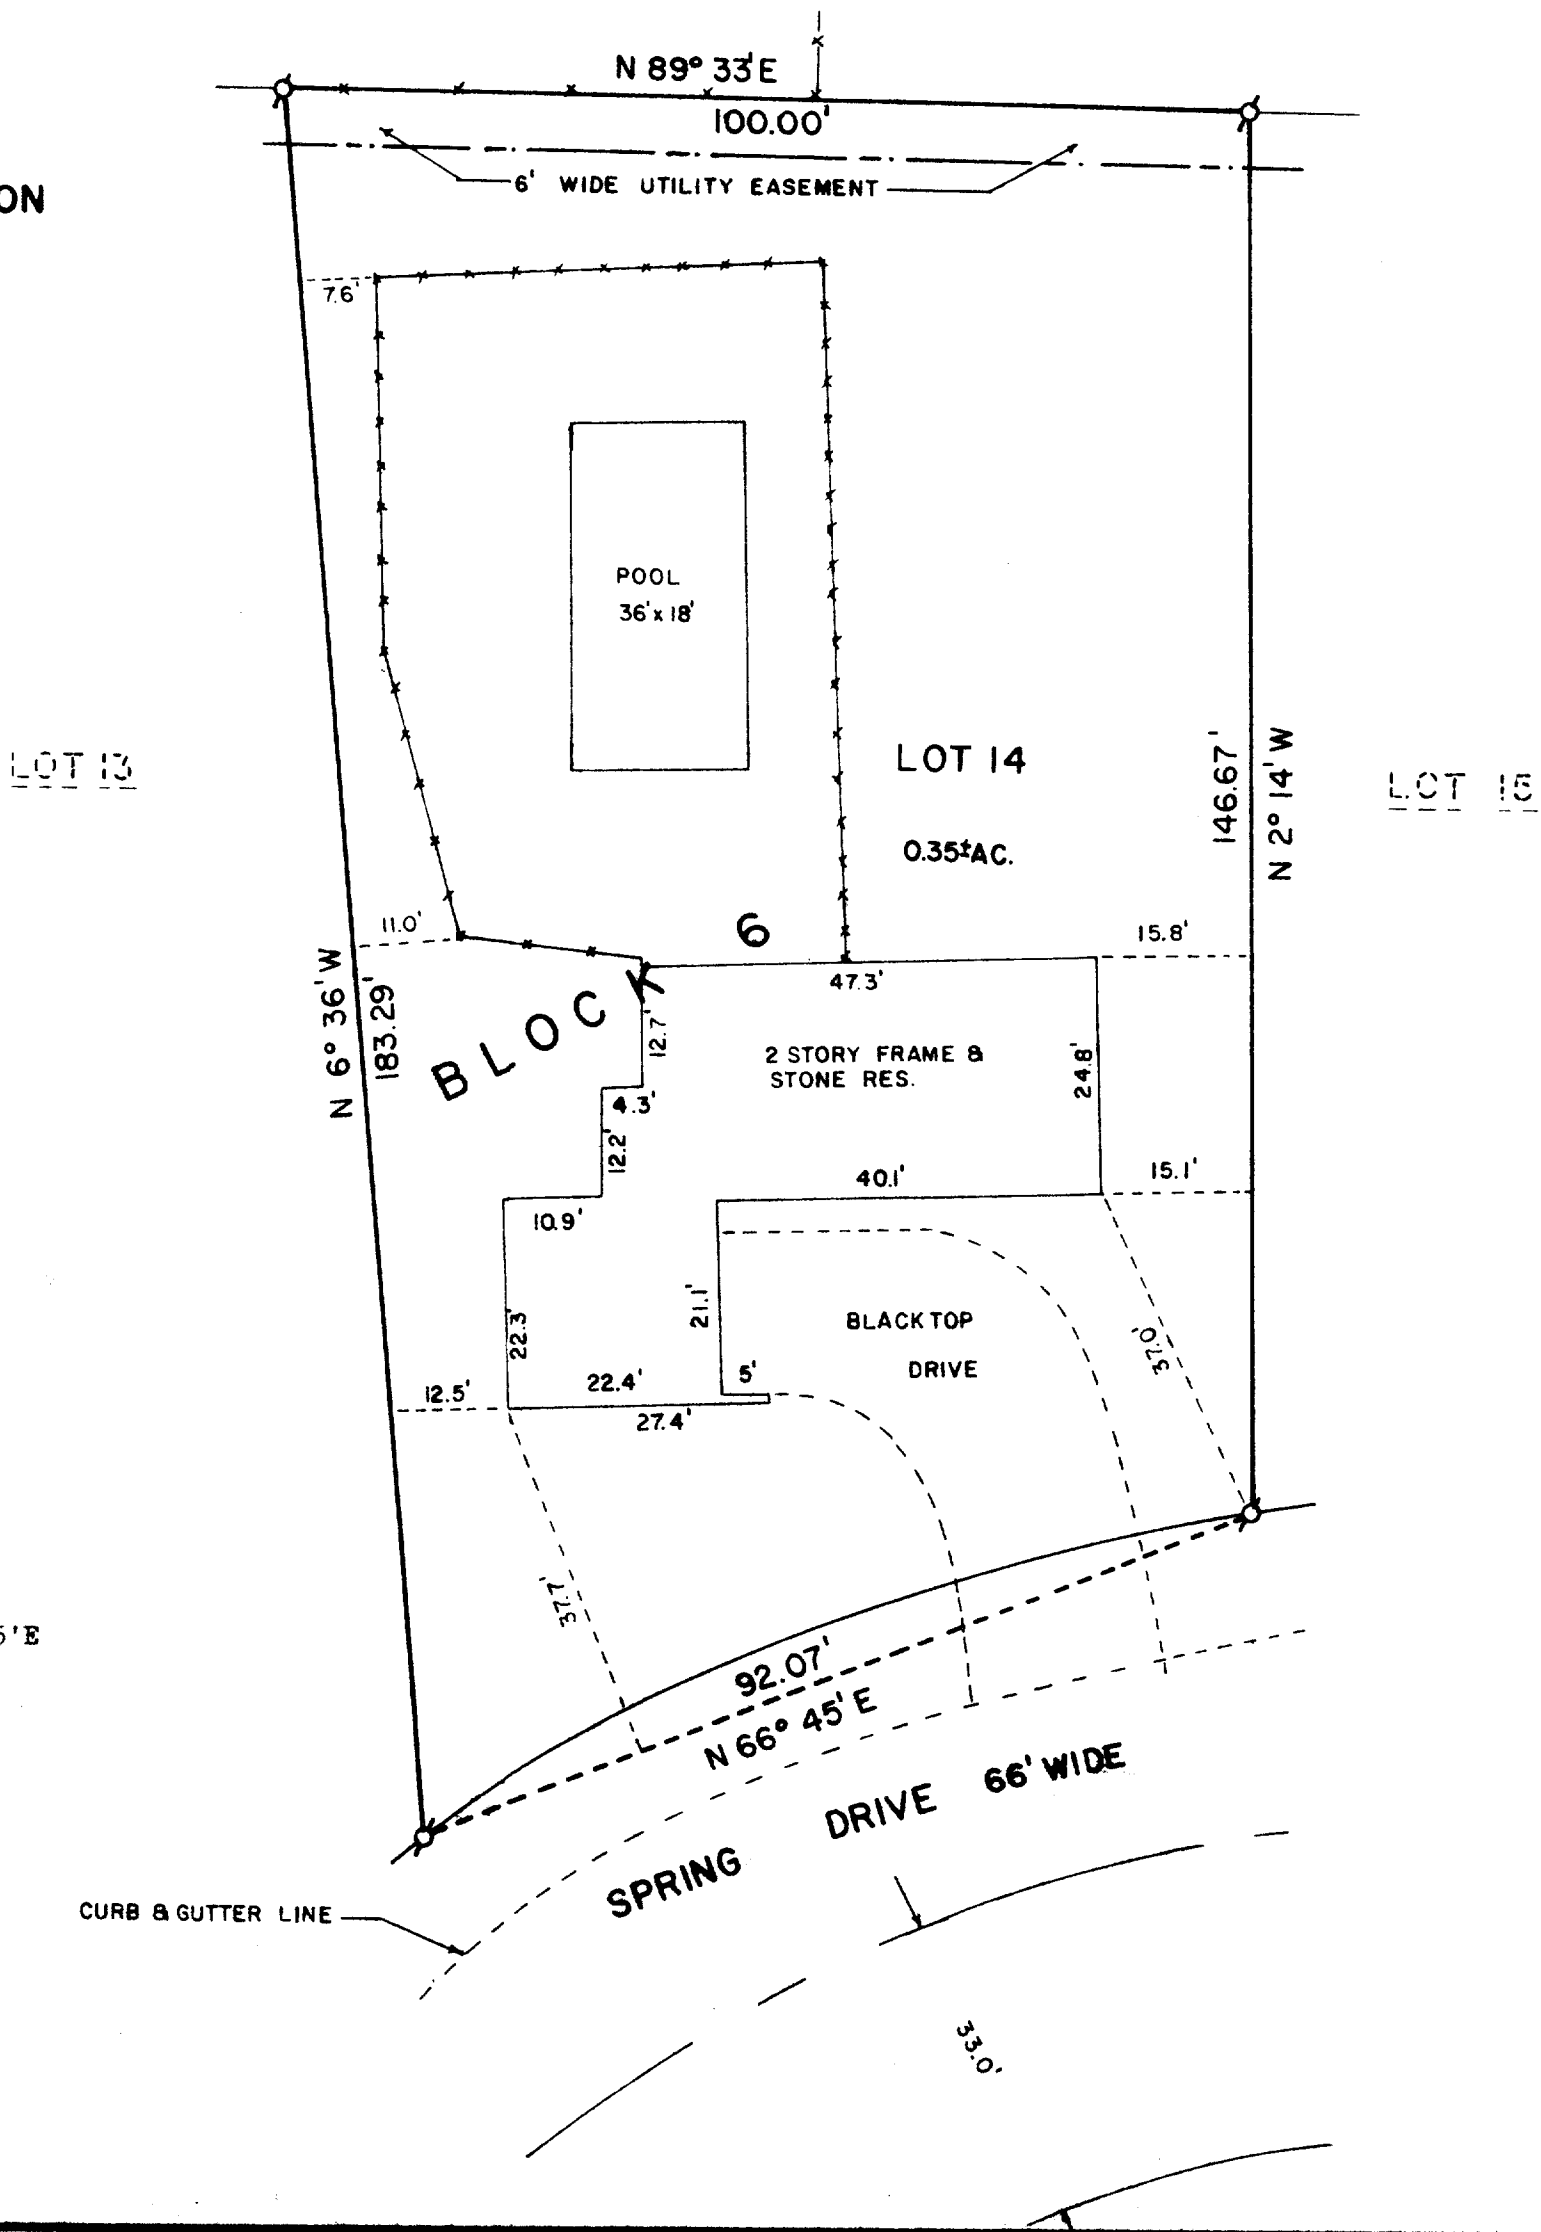 N 89° 33' E
100.00'
6' WIDE UTILITY EASEMENT
ON
7.6'
POOL
36' x 18'
LOT 13
LOT 14
0.35± AC.
146.67'
N 2° 14' W
LOT 15
11.0'
BLOCK 6
15.8'
47.3'
N 6° 36' W
183.29'
12.7'
2 STORY FRAME &
STONE RES.
24.8'
4.3'
12.2'
40.1'
15.1'
10.9'
21.1'
22.3'
BLACKTOP
DRIVE
37.0'
12.5'
22.4'
5'
27.4'
37.7'
5'E
92.07'
N 66° 45' E
SPRING DRIVE 66' WIDE
CURB & GUTTER LINE
33.0'